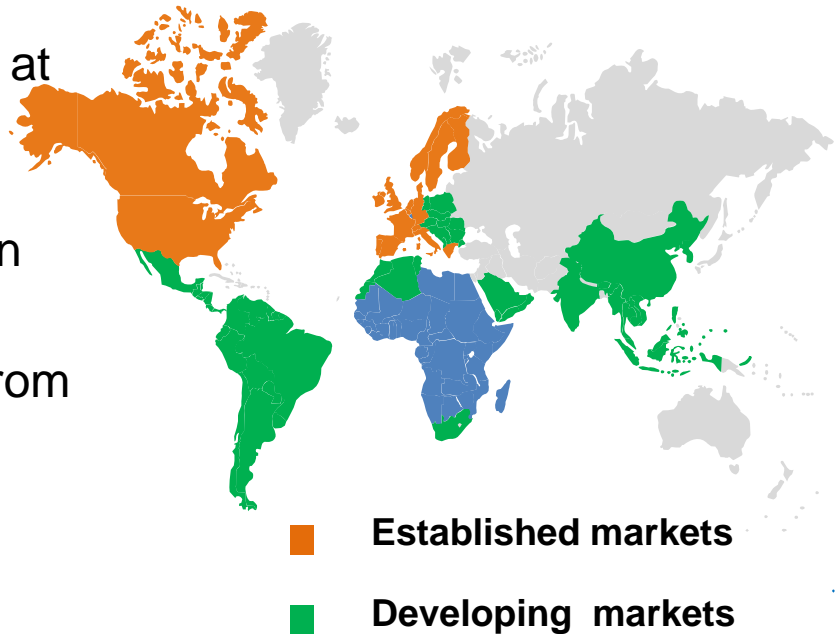 at
n
rom
Established markets
Developing markets